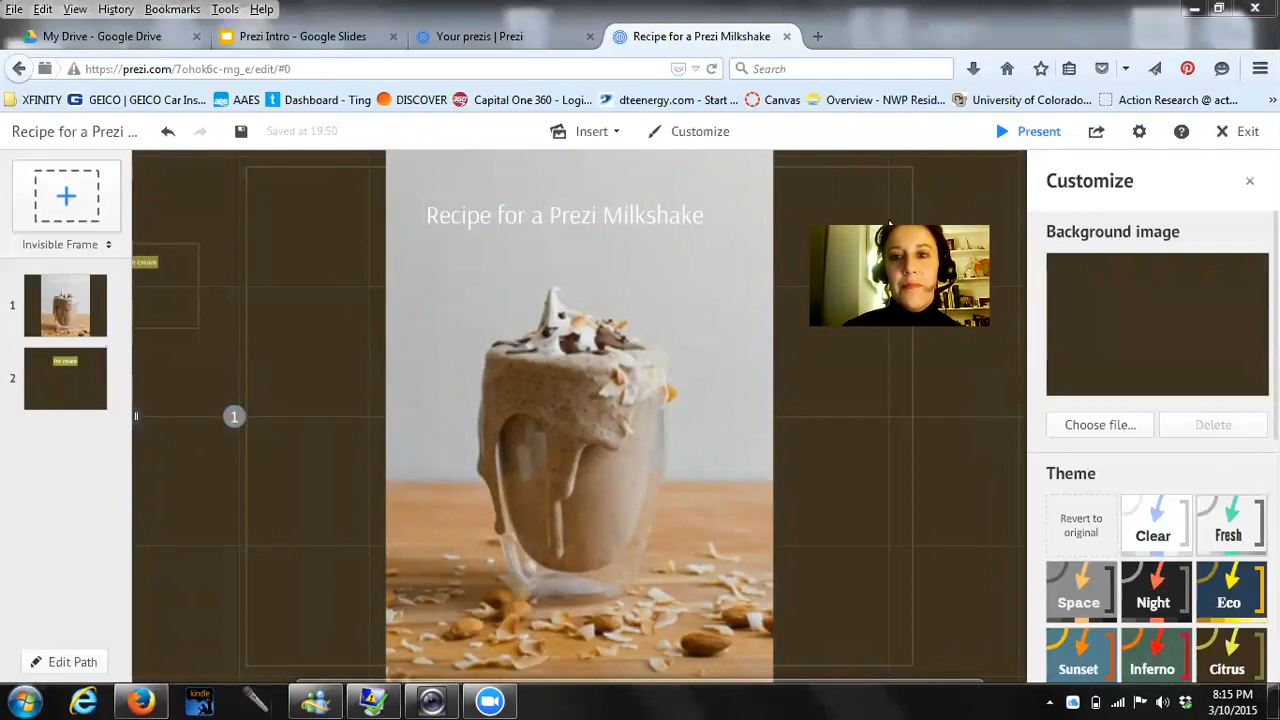 File Edit View History Bookmarks Tools Help
My Drive - Google Drive × Prezi Intro - Google Slides × Your prezis | Prezi × Recipe for a Prezi Milkshake ×
https://prezi.com/7ohok6c-mg_e/edit/#0 Search
XFINITY GEICO | GEICO Car Ins... AAES Dashboard - Ting DISCOVER Capital One 360 - Logi... dteenergy.com - Start ... Canvas Overview - NWP Resid... University of Colorado... Action Research @ act...
Recipe for a Prezi ... Saved at 19:50 Insert Customize Present Exit
Customize
Background image
Invisible Frame
Recipe for a Prezi Milkshake
cream
1
2
1
Choose file... Delete
Theme
Revert to
original
Clear
Fresh
Space
Night
Eco
Sunset
Inferno
Citrus
Edit Path
kindle
8:15 PM
3/10/2015